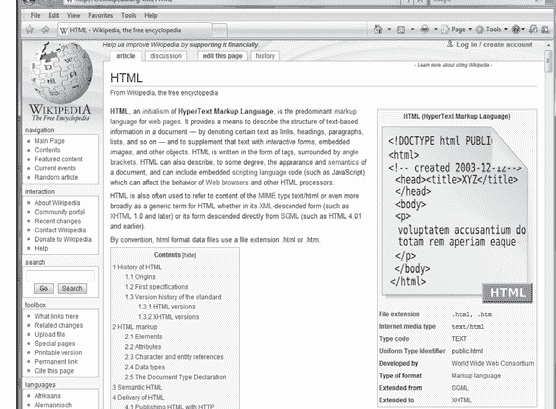 File Edit View Favorites Tools Help
HTML - Wikipedia, the free encyclopedia
Page Tools
Help us improve Wikipedia by supporting it financially
Log in / create account
article discussion edit this page history
- Learn more about citing Wikipedia -
HTML
From Wikipedia, the free encyclopedia
WIKIPEDIA
The Free Encyclopedia
navigation
Main Page
Contents
Featured content
Current events
Random article
interaction
About Wikipedia
Community portal
Recent changes
Contact Wikipedia
Donate to Wikipedia
Help
search
Go Search
toolbox
What links here
Related changes
Upload file
Special pages
Printable version
Permanent link
Cite this page
languages
Afrikaans
Alemannisch
HTML, an initialism of HyperText Markup Language, is the predominant markup
language for web pages. It provides a means to describe the structure of text-based
information in a document — by denoting certain text as links, headings, paragraphs,
lists, and so on — and to supplement that text with interactive forms, embedded
images, and other objects. HTML is written in the form of tags, surrounded by angle
brackets. HTML can also describe, to some degree, the appearance and semantics of
a document, and can include embedded scripting language code (such as JavaScript)
which can affect the behavior of Web browsers and other HTML processors.
HTML is also often used to refer to content of the MIME type text/html or even more
broadly as a generic term for HTML whether in its XML-descended form (such as
XHTML 1.0 and later) or its form descended directly from SGML (such as HTML 4.01
and earlier).
By convention, html format data files use a file extension .html or .htm.
Contents [hide]
1 History of HTML
1.1 Origins
1.2 First specifications
1.3 Version history of the standard
1.3.1 HTML versions
1.3.2 XHTML versions
2 HTML markup
2.1 Elements
2.2 Attributes
2.3 Character and entity references
2.4 Data types
2.5 The Document Type Declaration
3 Semantic HTML
4 Delivery of HTML
4.1 Publishing HTML with HTTP
HTML (HyperText Markup Language)
<!DOCTYPE html PUBLI
<html>
<!-- created 2003-12-12-->
<head><title>XYZ</title>
</head>
<body>
<p>
voluptatem accusantium do
totam rem aperiam eaque
</p>
</body>
</html>
HTML
File extension .html, .htm
Internet media type text/html
Type code TEXT
Uniform Type Identifier public.html
Developed by World Wide Web Consortium
Type of format Markup language
Extended from SGML
Extended to XHTML